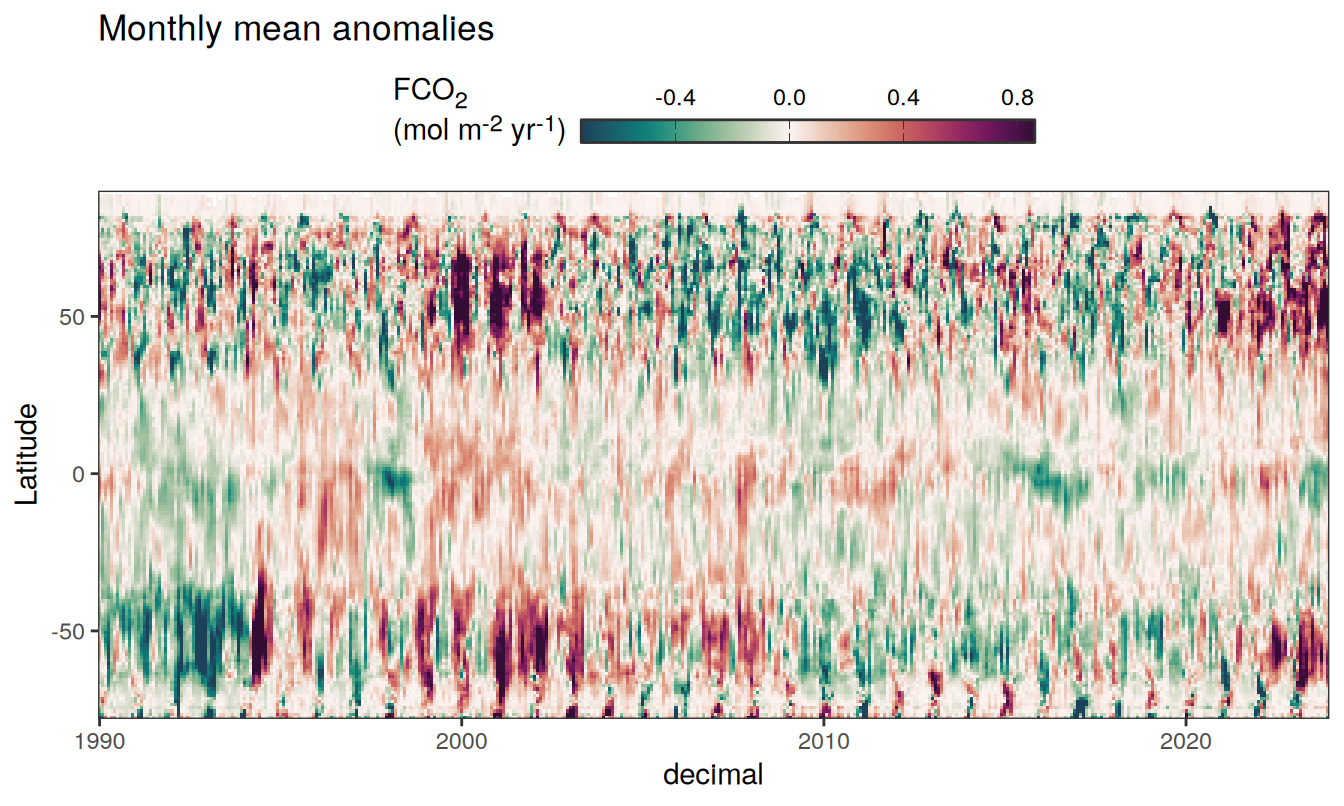 Monthly mean anomalies
FCO₂
(mol m⁻² yr⁻¹)
-0.4 0.0 0.4 0.8
Latitude
50
0
-50
1990 2000 2010 2020
decimal